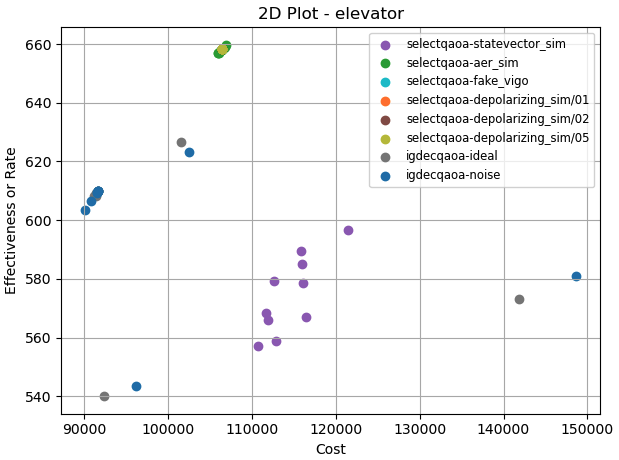 2D Plot - elevator
Effectiveness or Rate
660
640
620
600
580
560
540
selectqaoa-statevector_sim
selectqaoa-aer_sim
selectqaoa-fake_vigo
selectqaoa-depolarizing_sim/01
selectqaoa-depolarizing_sim/02
selectqaoa-depolarizing_sim/05
igdecqaoa-ideal
igdecqaoa-noise
90000 100000 110000 120000 130000 140000 150000
Cost